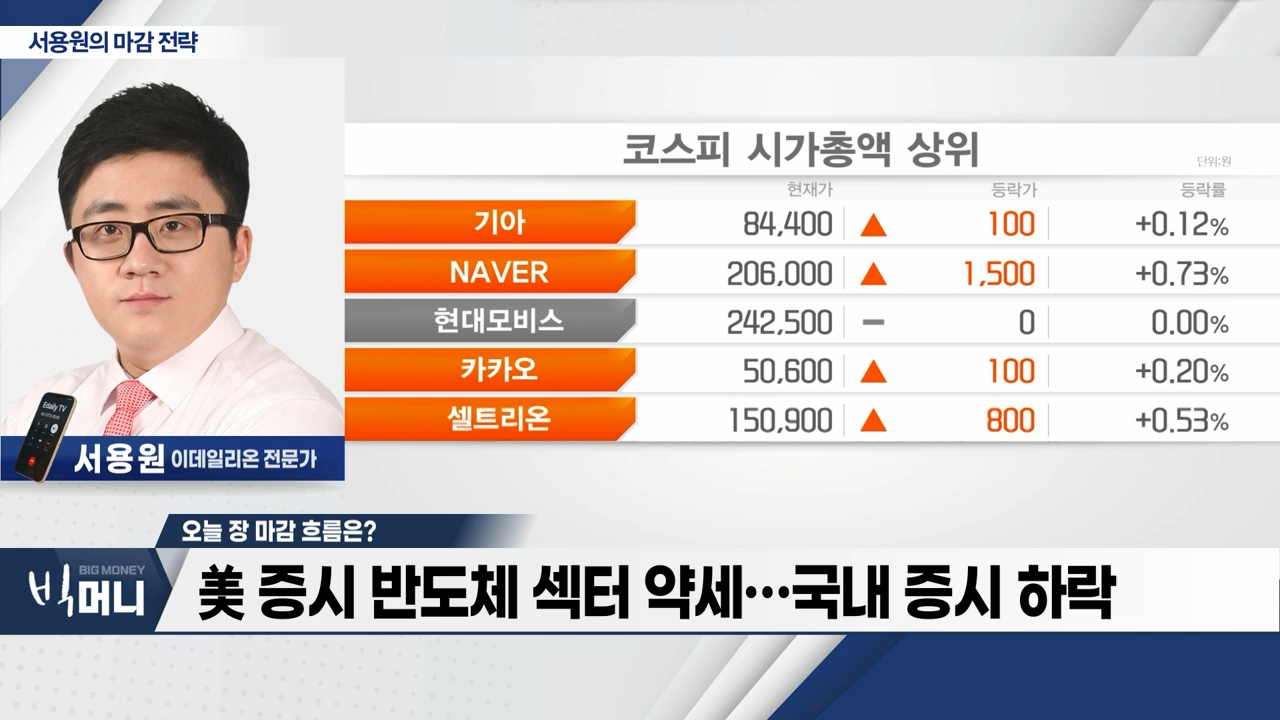 서용원의 마감 전략
코스피 시가총액 상위
단위:원
현재가 등락가 등락률
기아 84,400 ▲ 100 +0.12%
NAVER 206,000 ▲ 1,500 +0.73%
현대모비스 242,500 - 0 0.00%
카카오 50,600 ▲ 100 +0.20%
셀트리온 150,900 ▲ 800 +0.53%
Edaily TV
서용원 이데일리온 전문가
오늘 장 마감 흐름은?
BIG MONEY
빅머니
美 증시 반도체 섹터 약세…국내 증시 하락